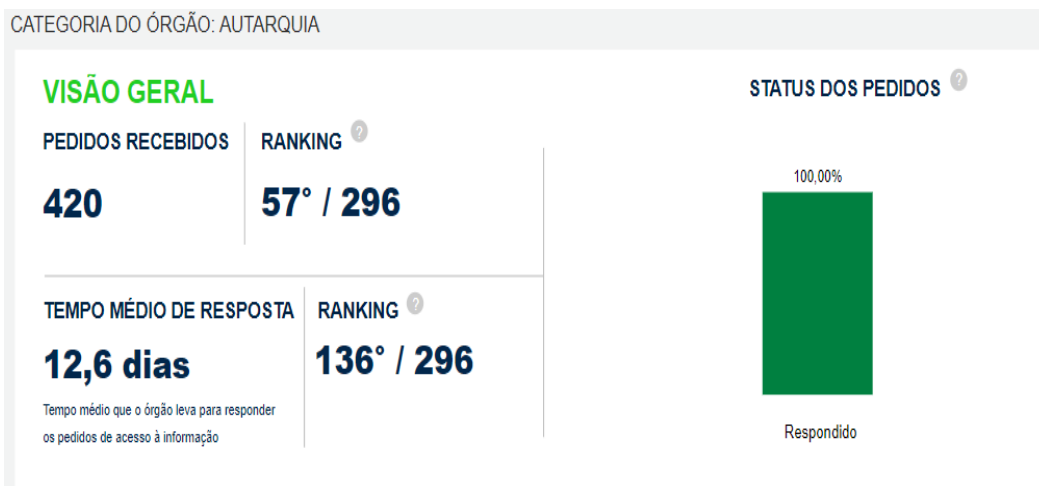 CATEGORIA DO ÓRGÃO: AUTARQUIA
VISÃO GERAL
PEDIDOS RECEBIDOS
420
RANKING ?
57° / 296
TEMPO MÉDIO DE RESPOSTA
12,6 dias
Tempo médio que o órgão leva para responder
os pedidos de acesso à informação
RANKING ?
136° / 296
STATUS DOS PEDIDOS ?
100,00%
Respondido